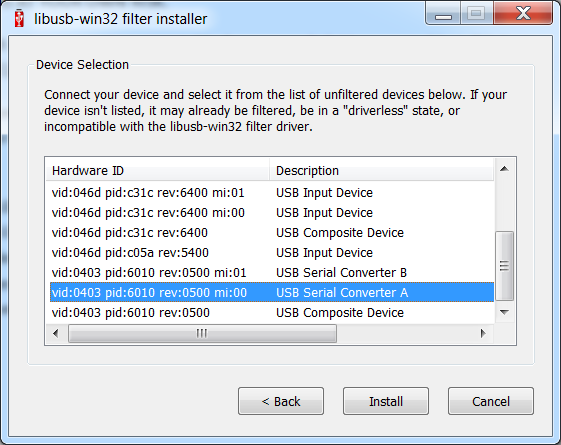 libusb-win32 filter installer
Device Selection
Connect your device and select it from the list of unfiltered devices below. If your
device isn't listed, it may already be filtered, be in a "driverless" state, or
incompatible with the libusb-win32 filter driver.
Hardware ID Description
vid:046d pid:c31c rev:6400 mi:01 USB Input Device
vid:046d pid:c31c rev:6400 mi:00 USB Input Device
vid:046d pid:c31c rev:6400 USB Composite Device
vid:046d pid:c05a rev:5400 USB Input Device
vid:0403 pid:6010 rev:0500 mi:01 USB Serial Converter B
vid:0403 pid:6010 rev:0500 mi:00 USB Serial Converter A
vid:0403 pid:6010 rev:0500 USB Composite Device
< Back Install Cancel